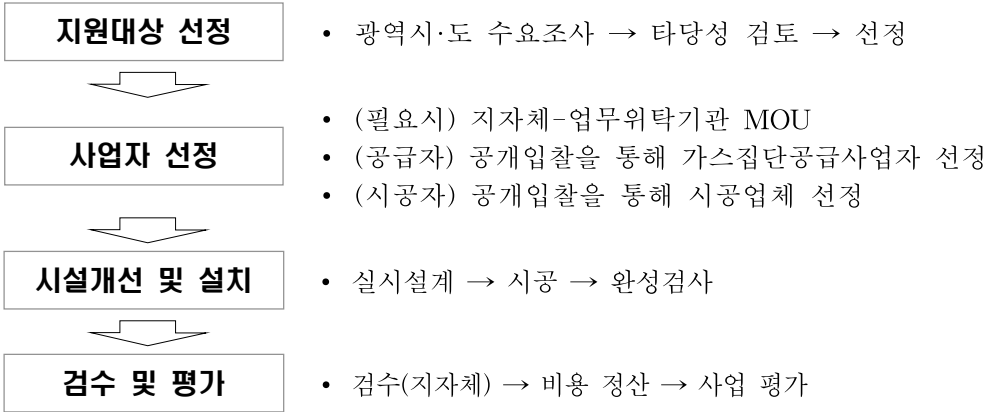 지원대상 선정
• 광역시·도 수요조사 → 타당성 검토 → 선정
사업자 선정
• (필요시) 지자체-업무위탁기관 MOU
• (공급자) 공개입찰을 통해 가스집단공급사업자 선정
• (시공자) 공개입찰을 통해 시공업체 선정
시설개선 및 설치
• 실시설계 → 시공 → 완성검사
검수 및 평가
• 검수(지자체) → 비용 정산 → 사업 평가